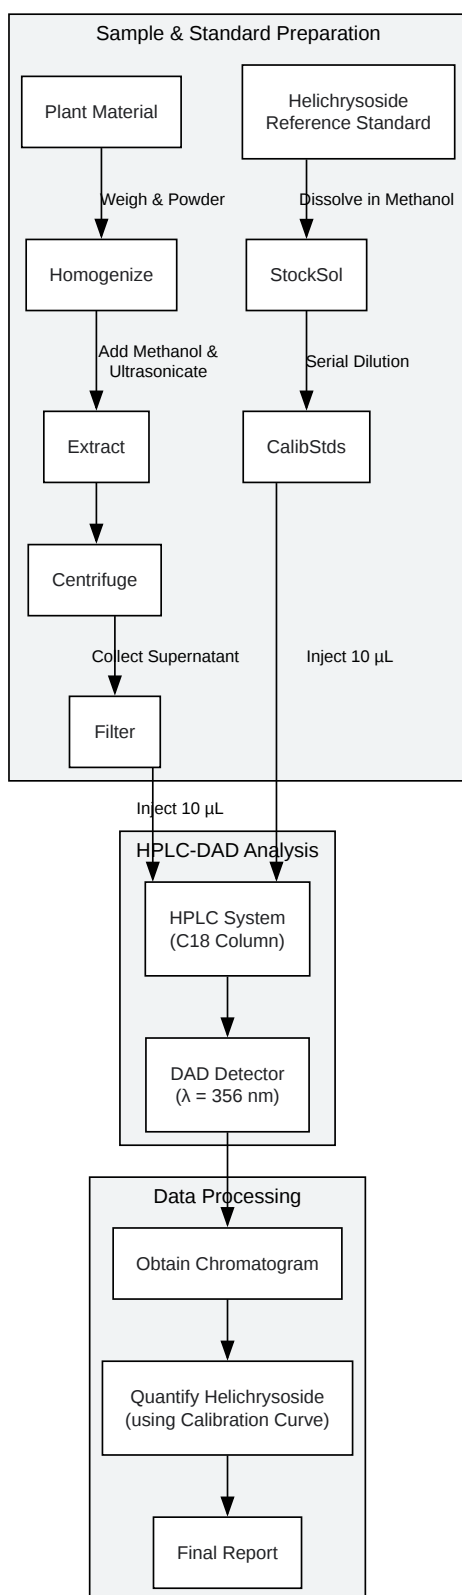 Sample & Standard Preparation
Plant Material
Helichrysoside
Reference Standard
Weigh & Powder
Dissolve in Methanol
Homogenize
StockSol
Add Methanol &
Ultrasonicate
Serial Dilution
Extract
CalibStds
Centrifuge
Collect Supernatant
Inject 10 µL
Filter
Inject 10 µL
HPLC-DAD Analysis
HPLC System
(C18 Column)
DAD Detector
(λ = 356 nm)
Data Processing
Obtain Chromatogram
Quantify Helichrysoside
(using Calibration Curve)
Final Report